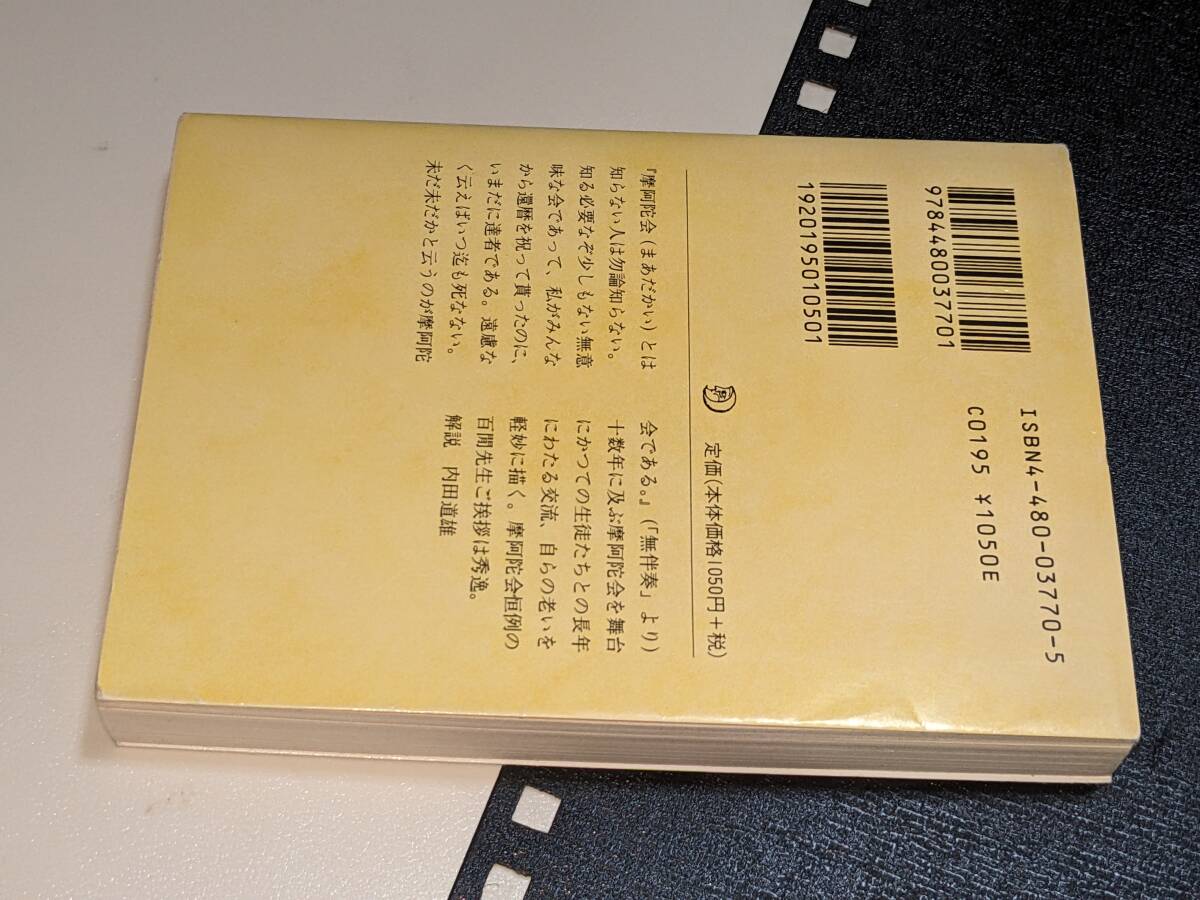 9784480037701
1920195010501
ISBN4-480-03770-5
C0195 ¥1050E
定価(本体価格1050円+税)
『摩阿陀会(まあだかい)とは
知らない人は勿論知らない。
知る必要なぞ少しもない無意
味な会であって、私がみんな
から還暦を祝って貰ったのに、
いまだに達者である。遠慮な
く云えばいつ迄も死なない。
未だ未だかと云うのが摩阿陀
会である。』(「無伴奏」より)
十数年に及ぶ摩阿陀会を舞台
にかつての生徒たちとの長年
にわたる交流、自らの老いを
軽妙に描く。摩阿陀会恒例の
百閒先生ご挨拶は秀逸。
解説 内田道雄